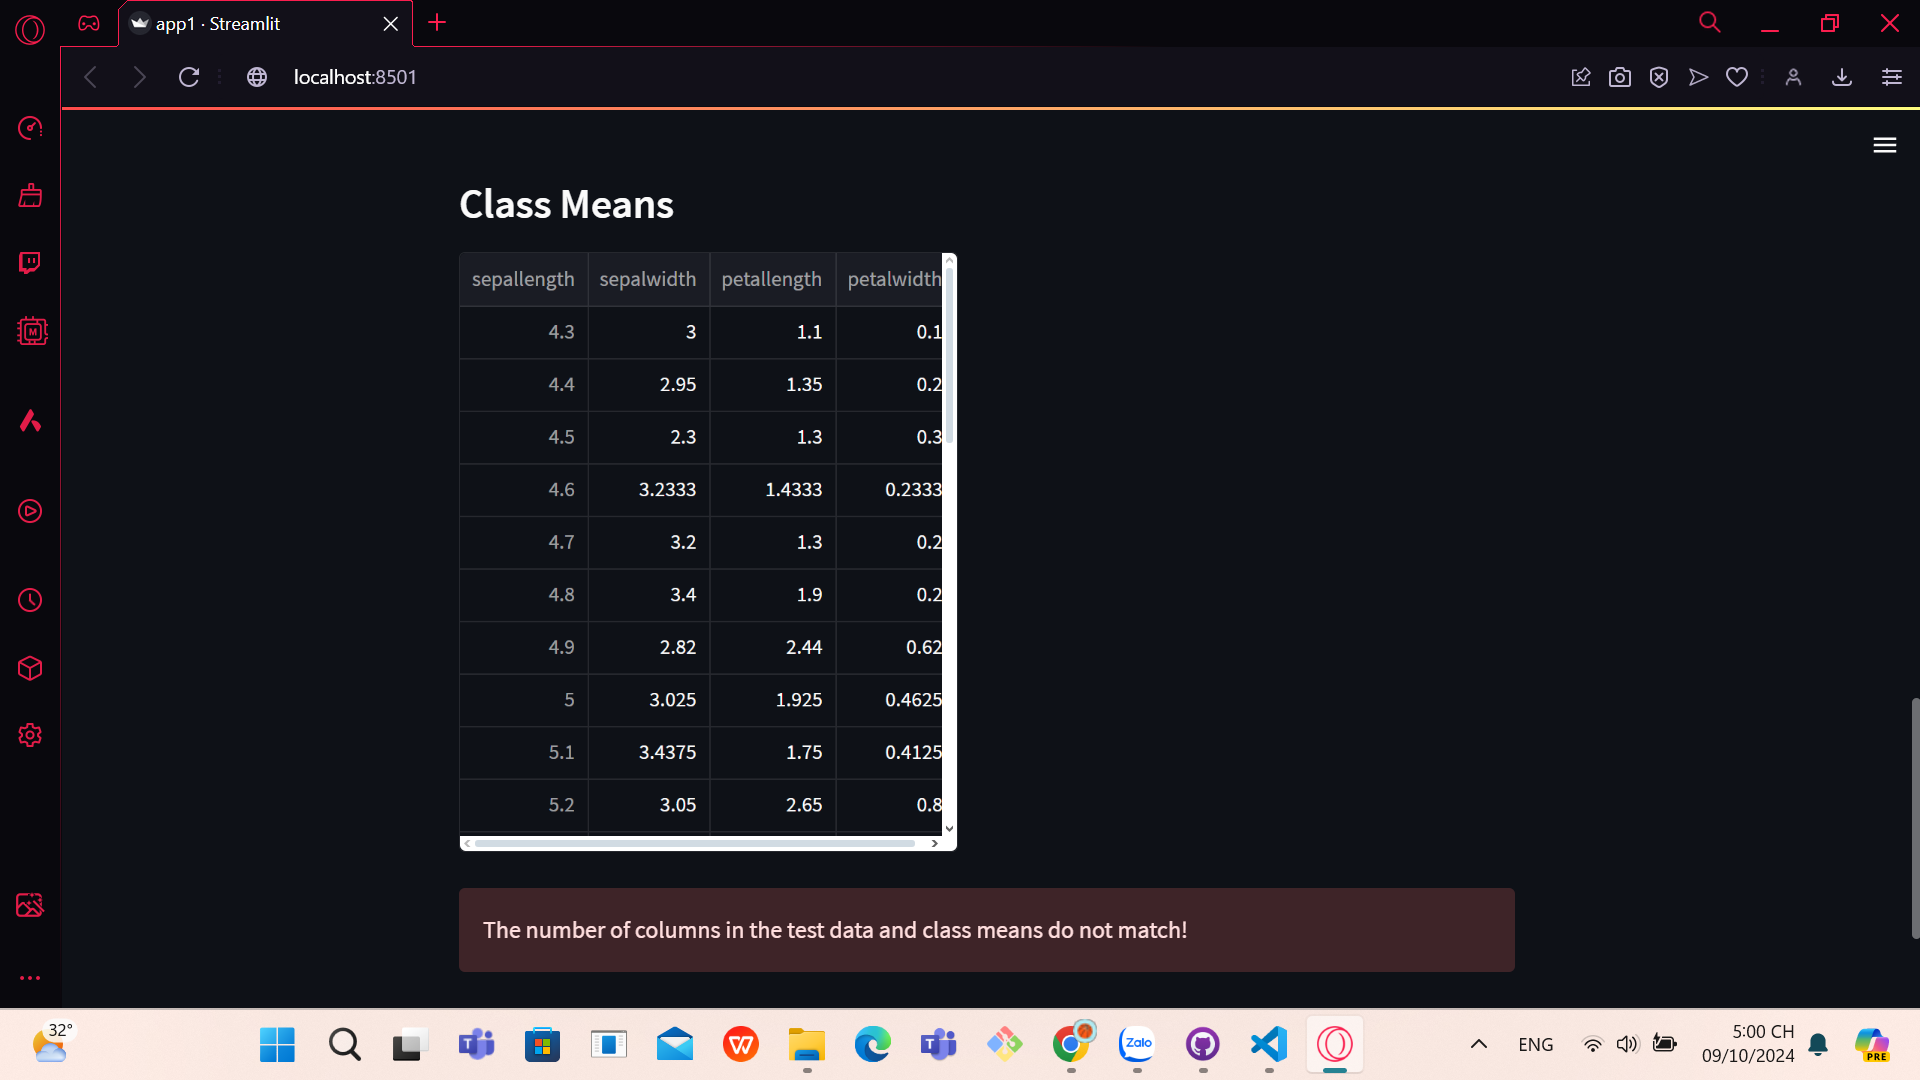 app1 · Streamlit
localhost:8501
Class Means
sepallength sepalwidth petallength petalwidth
4.3 3 1.1 0.1
4.4 2.95 1.35 0.2
4.5 2.3 1.3 0.3
4.6 3.2333 1.4333 0.2333
4.7 3.2 1.3 0.2
4.8 3.4 1.9 0.2
4.9 2.82 2.44 0.62
5 3.025 1.925 0.4625
5.1 3.4375 1.75 0.4125
5.2 3.05 2.65 0.8
The number of columns in the test data and class means do not match!
32°
Zalo
ENG
5:00 CH
09/10/2024
PRE